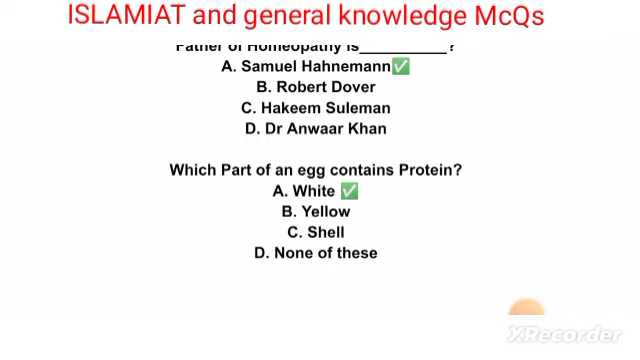 ISLAMIAT and general knowledge McQs
Father of Homeopathy is__________?
A. Samuel Hahnemann✅
B. Robert Dover
C. Hakeem Suleman
D. Dr Anwaar Khan
Which Part of an egg contains Protein?
A. White ✅
B. Yellow
C. Shell
D. None of these
XRecorder